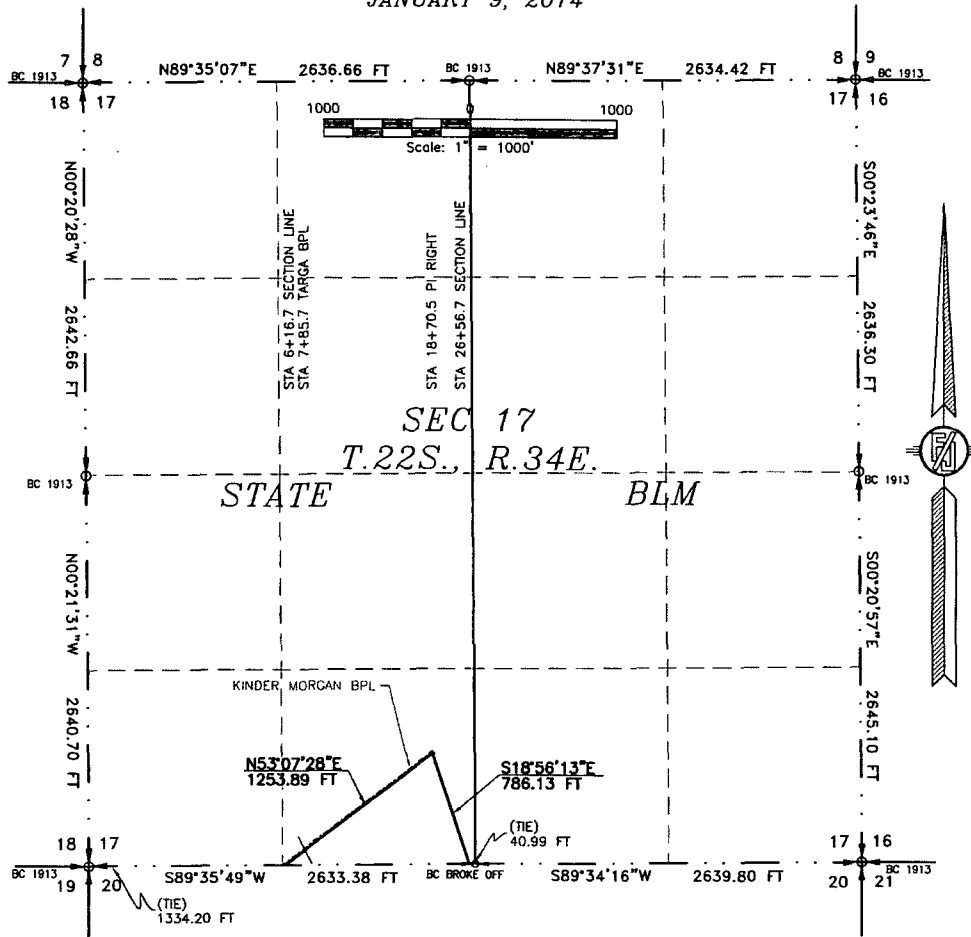 JANUARY 9, 2014
7 8
8 9
BC 1913
N89°35'07"E 2636.66 FT
BC 1913
N89°37'31"E 2634.42 FT
BC 1913
18 17
17 16
1000 0 1000
Scale: 1" = 1000'
N00°20'28"W 2642.66 FT
STA 6+16.7 SECTION LINE
STA 7+85.7 TARGA BPL
STA 18+70.5 PI RIGHT
STA 26+56.7 SECTION LINE
S00°23'46"E 2636.30 FT
SEC 17
T.22S., R.34E.
BC 1913
STATE
BLM
BC 1913
N00°21'31"W 2640.70 FT
S00°20'57"E 2645.10 FT
KINDER MORGAN BPL
N53°07'28"E
1253.89 FT
S18°56'13"E
786.13 FT
(TIE)
40.99 FT
18 17
17 16
BC 1913
S89°35'49"W 2633.38 FT
BC BROKE OFF
S89°34'16"W 2639.80 FT
BC 1913
19 20
20 21
(TIE)
1334.20 FT